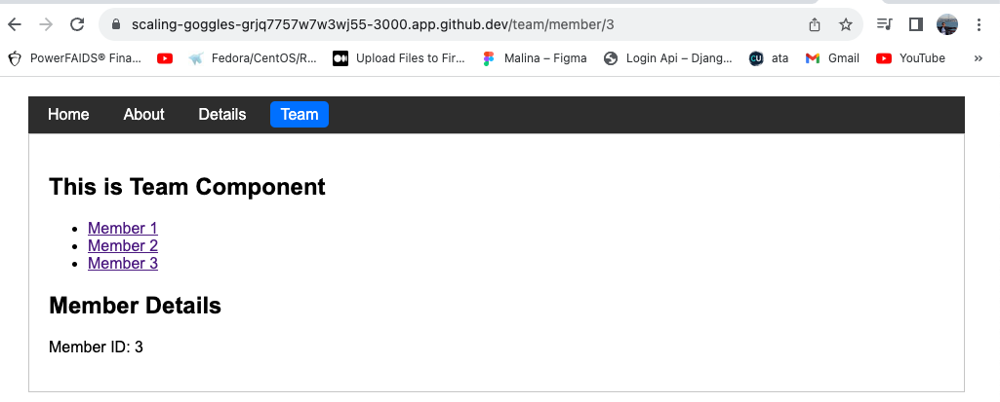 scaling-goggles-grjq7757w7w3wj55-3000.app.github.dev/team/member/3
PowerFAIDS® Fina... Fedora/CentOS/R... Upload Files to Fir... Malina – Figma Login Api – Djang... CU ata Gmail YouTube »
Home About Details Team
This is Team Component
• Member 1
• Member 2
• Member 3
Member Details
Member ID: 3